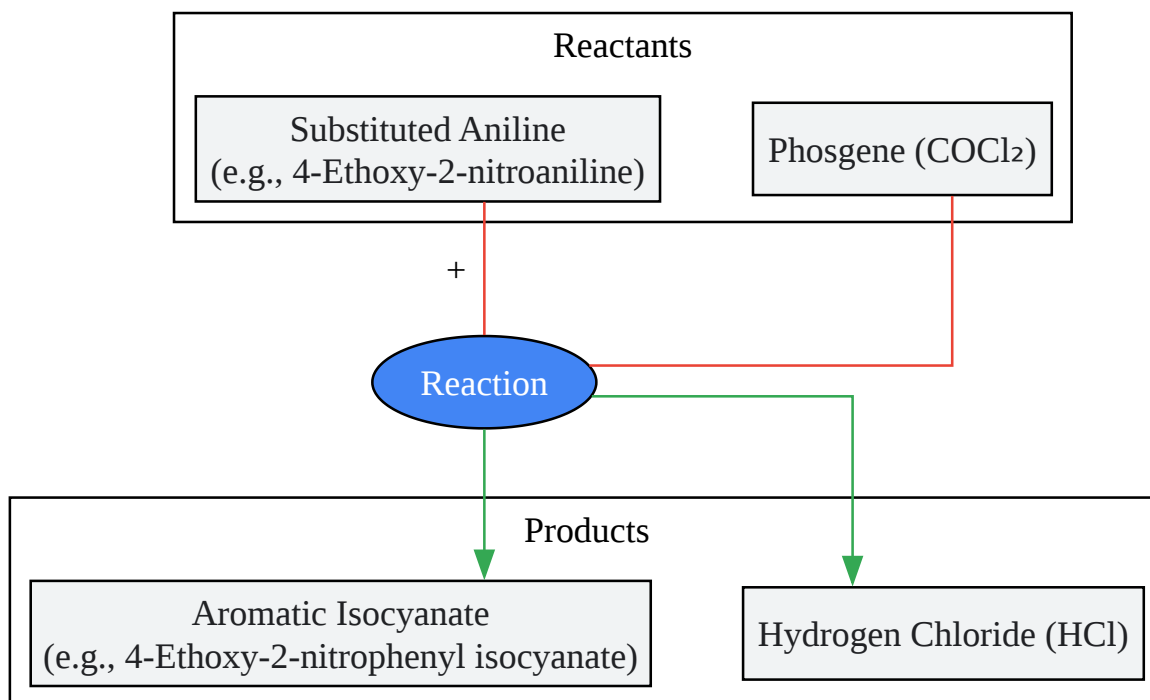 Reactants
Substituted Aniline
(e.g., 4-Ethoxy-2-nitroaniline)
Phosgene (COCl₂)
+
Reaction
Products
Aromatic Isocyanate
(e.g., 4-Ethoxy-2-nitrophenyl isocyanate)
Hydrogen Chloride (HCl)